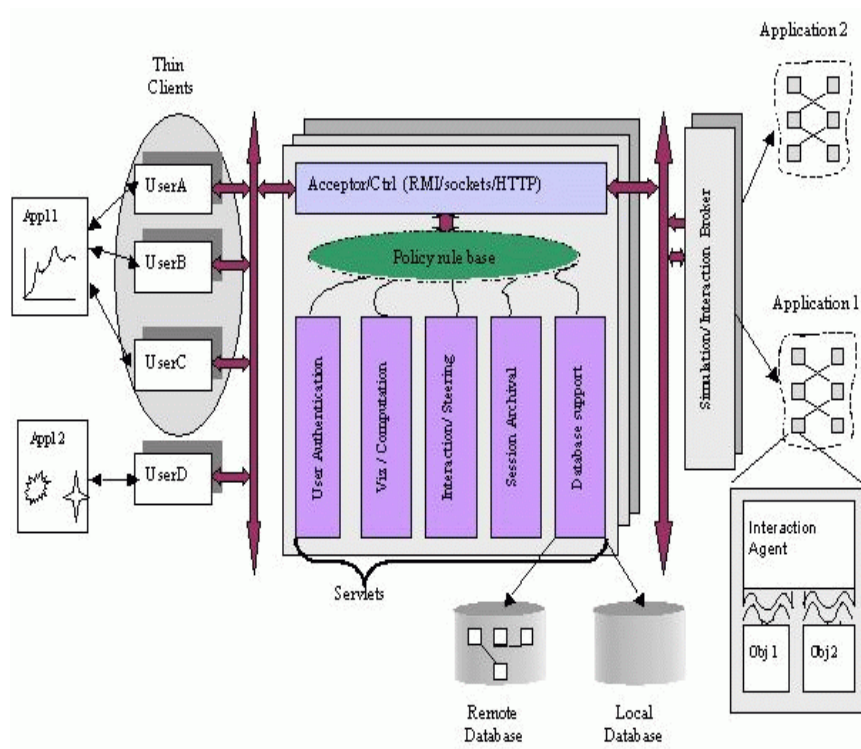 Application 2
Thin
Clients
UserA
Acceptor/Ctrl (RMI/sockets/HTTP)
Appl1
UserB
Policy rule base
Application 1
UserC
Simulation/ Interaction Broker
User Authentication
Viz / Computation
Interaction/ Steering
Session Archival
Database support
Appl2
UserD
Interaction
Agent
Servlets
Obj 1
Obj 2
Remote
Database
Local
Database